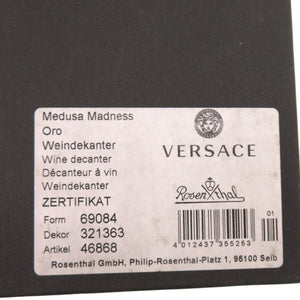 Medusa Madness
Oro
Weindekanter
Wine decanter
Décanteur à vin
Weindekanter
ZERTIFIKAT
Form 69084
Dekor 321363
Artikel 46868
VERSACE
Rosenthal
01
4 012437 355253
Rosenthal GmbH, Philip-Rosenthal-Platz 1, 95100 Selb